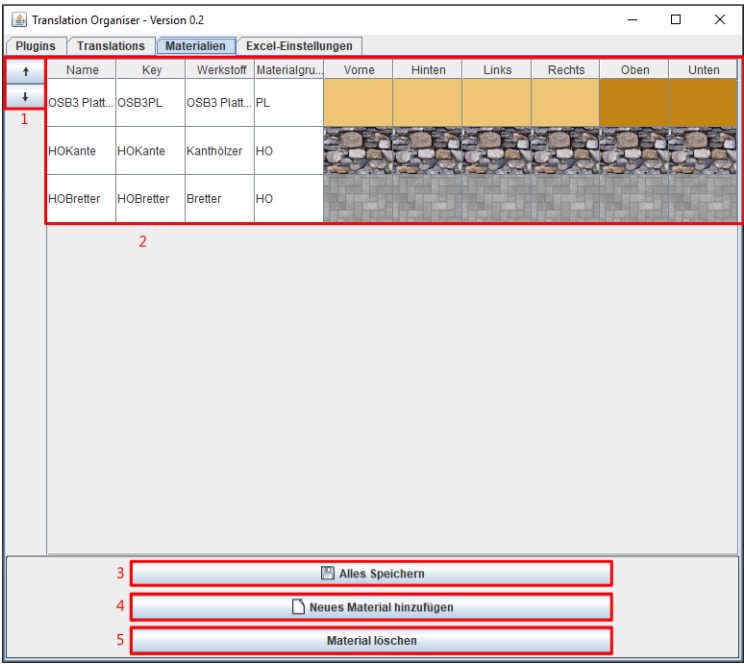 Translation Organiser - Version 0.2
Plugins Translations Materialien Excel-Einstellungen
Name Key Werkstoff Materialgru... Vorne Hinten Links Rechts Oben Unten
OSB3 Platt... OSB3PL OSB3 Platt... PL
1
HOKante HOKante Kanthölzer HO
HOBretter HOBretter Bretter HO
2
3 Alles Speichern
4 Neues Material hinzufügen
5 Material löschen